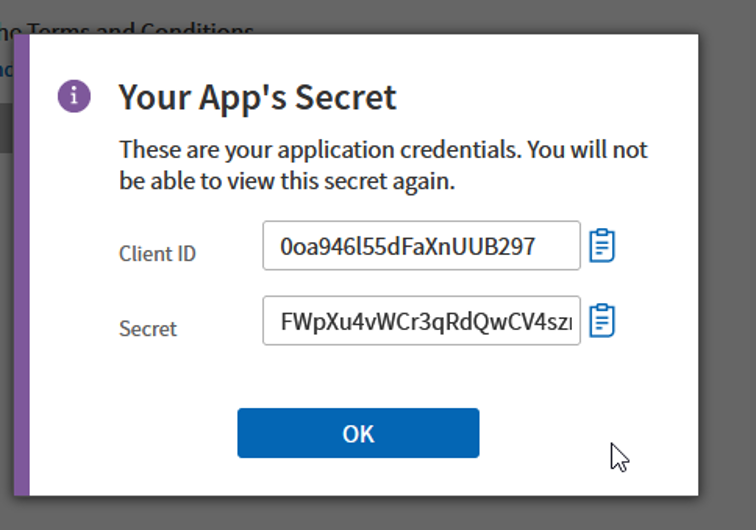 he Terms and Conditions
Your App's Secret
These are your application credentials. You will not
be able to view this secret again.
Client ID 0oa946l55dFaXnUUB297
Secret FWpXu4vWCr3qRdQwCV4sz
OK